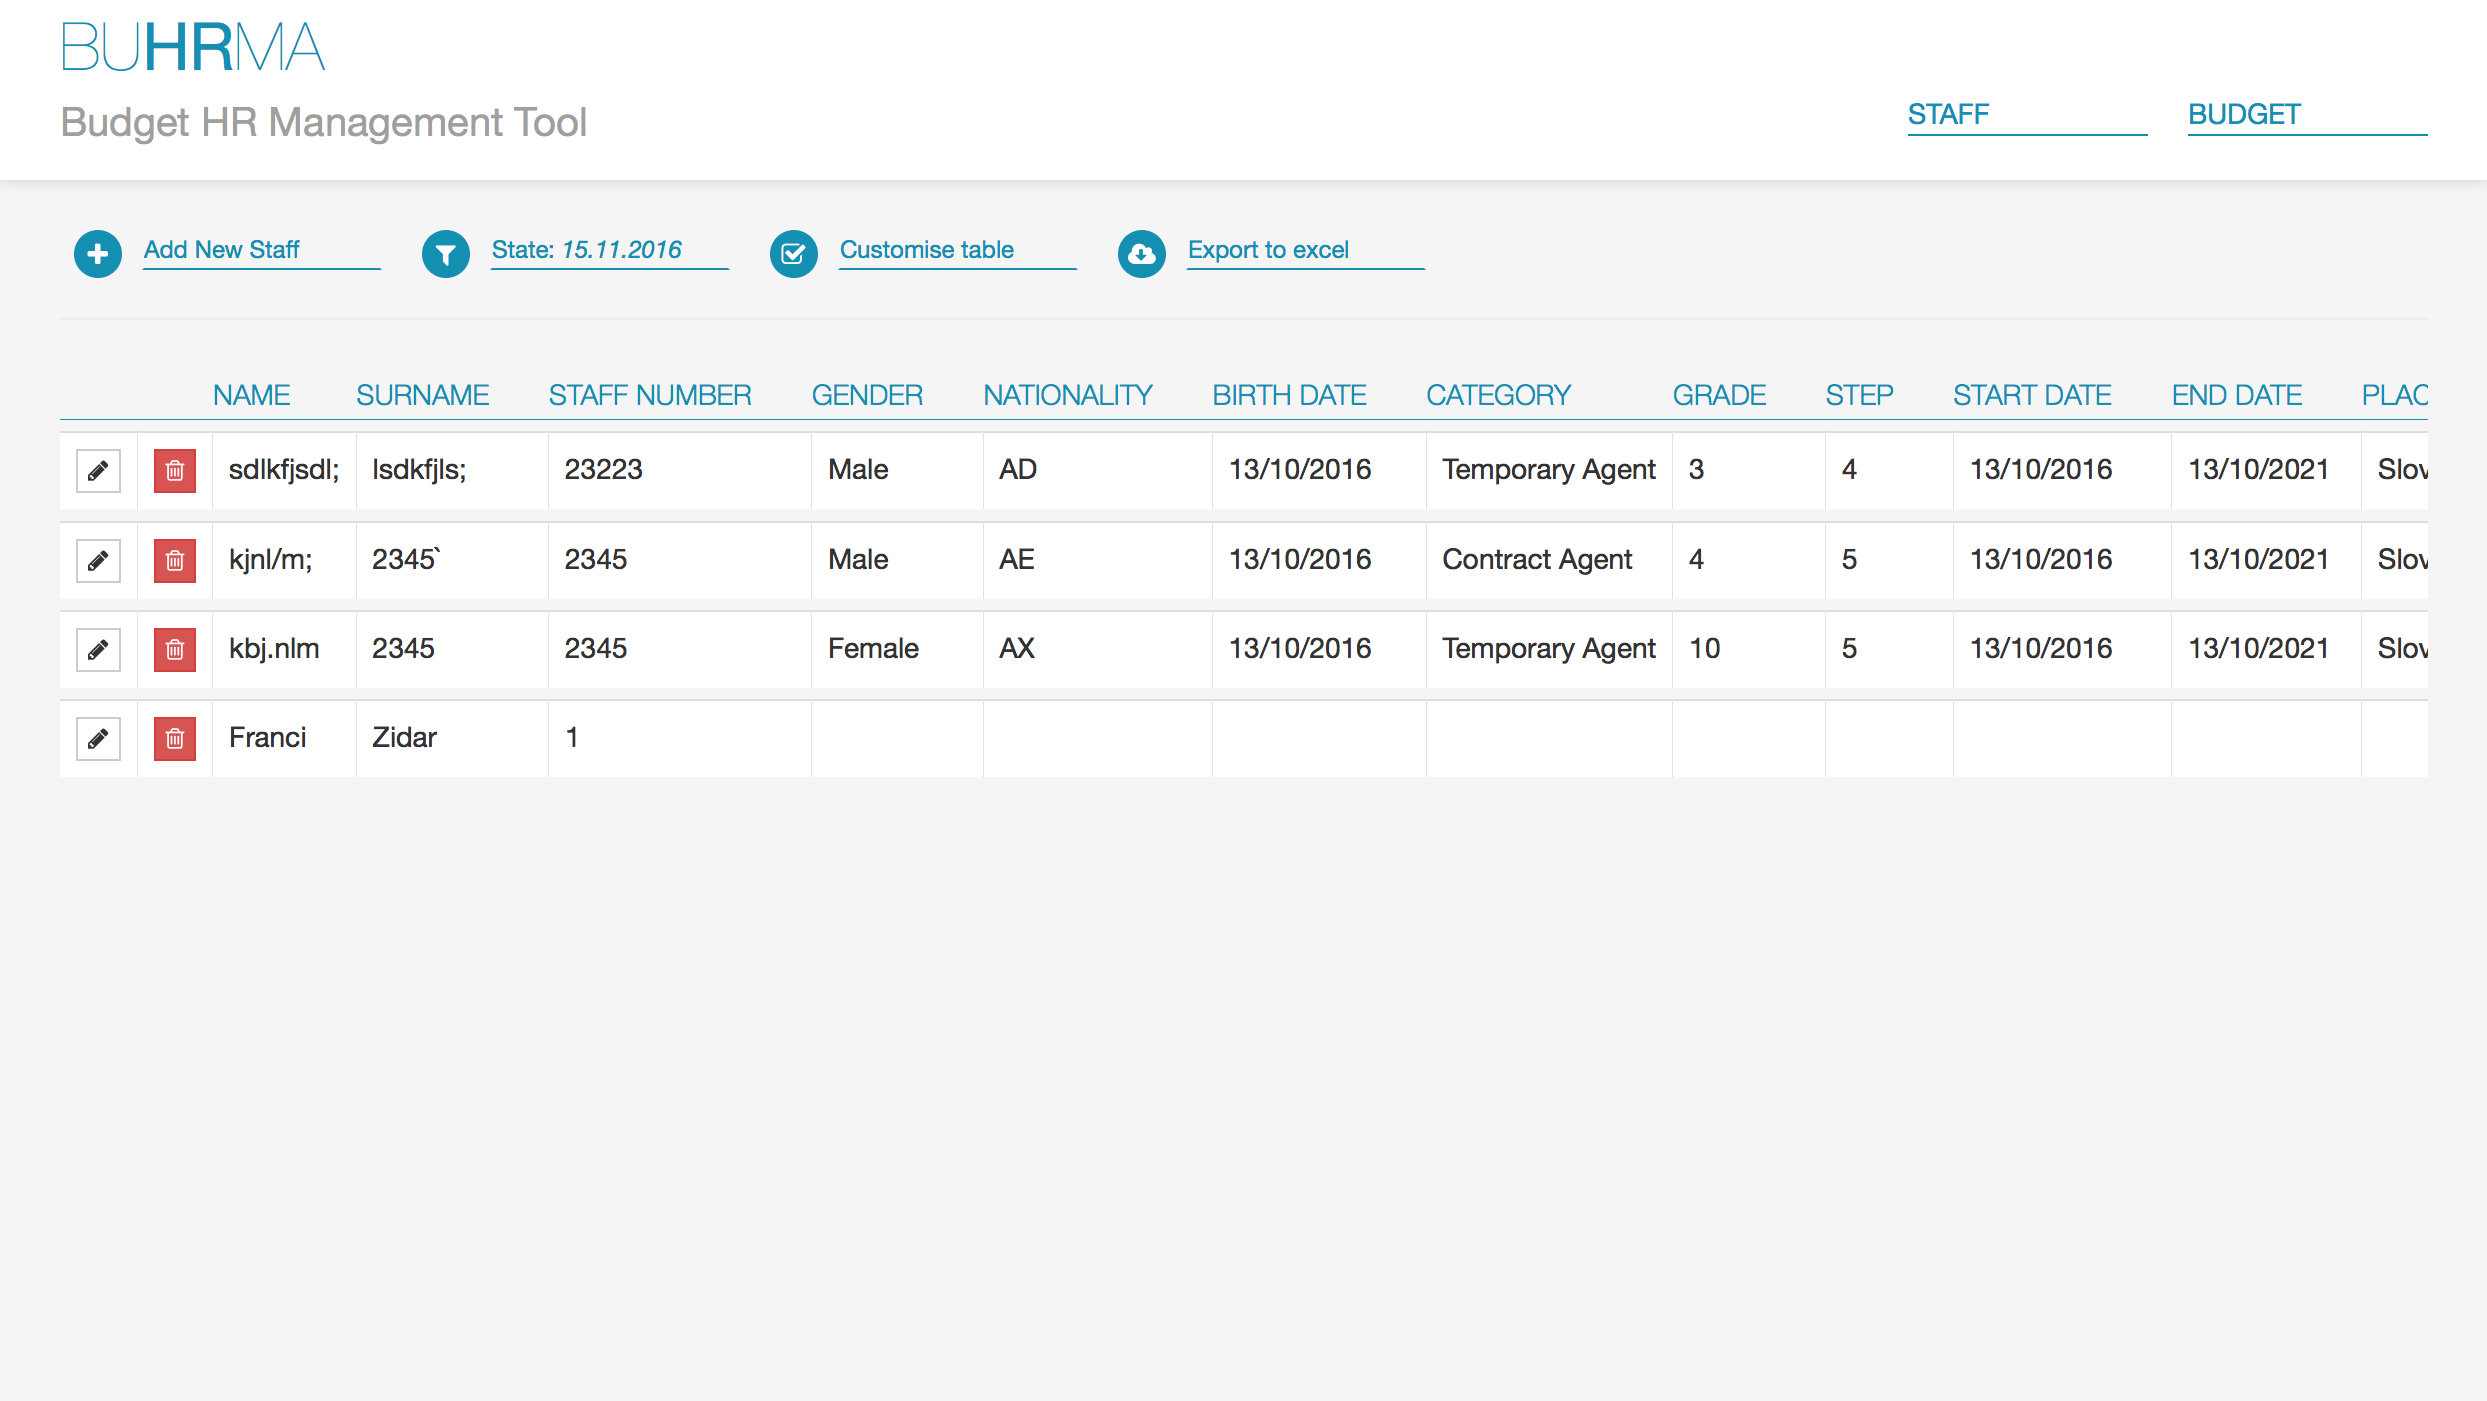 BUHRMA
Budget HR Management Tool
STAFF BUDGET
Add New Staff State: 15.11.2016 Customise table Export to excel
NAME SURNAME STAFF NUMBER GENDER NATIONALITY BIRTH DATE CATEGORY GRADE STEP START DATE END DATE PLAC
sdlkfjsdl; lsdkfjls; 23223 Male AD 13/10/2016 Temporary Agent 3 4 13/10/2016 13/10/2021 Slov
kjnl/m; 2345` 2345 Male AE 13/10/2016 Contract Agent 4 5 13/10/2016 13/10/2021 Slov
kbj.nlm 2345 2345 Female AX 13/10/2016 Temporary Agent 10 5 13/10/2016 13/10/2021 Slov
Franci Zidar 1